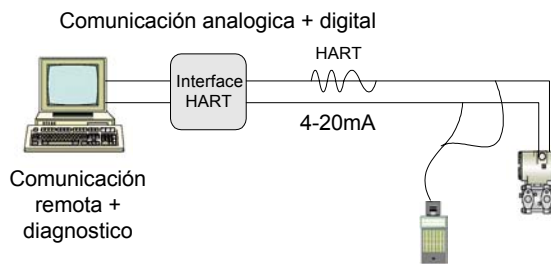 Comunicación analogica + digital
HART
Interface
HART
4-20mA
Comunicación
remota +
diagnostico